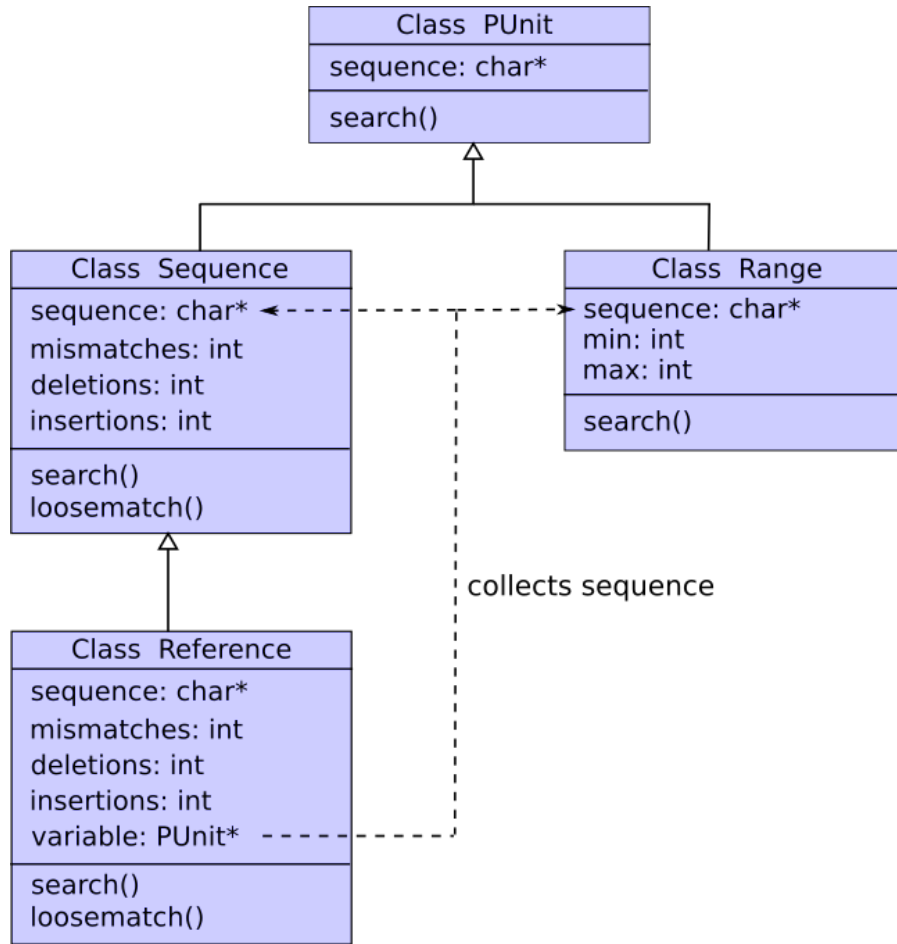 Class PUnit
sequence: char*
search()
Class Sequence
sequence: char*
mismatches: int
deletions: int
insertions: int
search()
loosematch()
Class Range
sequence: char*
min: int
max: int
search()
collects sequence
Class Reference
sequence: char*
mismatches: int
deletions: int
insertions: int
variable: PUnit*
search()
loosematch()